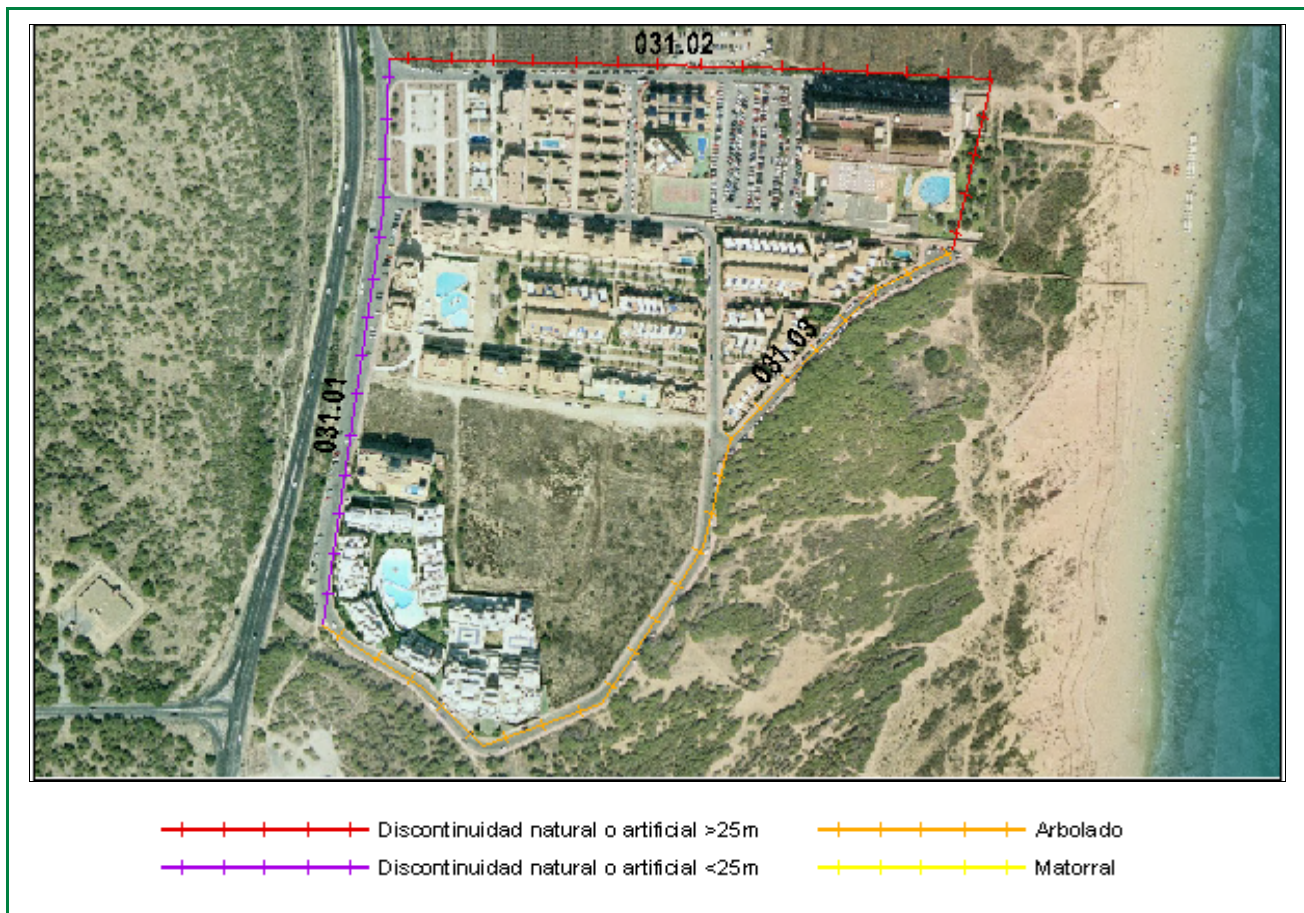 031.02
031.01
031.03
Discontinuidad natural o artificial >25m
Arbolado
Discontinuidad natural o artificial <25m
Matorral